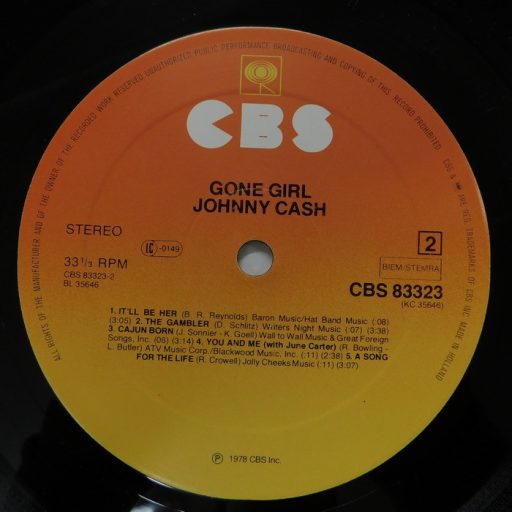 ALL RIGHTS OF THE MANUFACTURER AND OF THE OWNER OF THE RECORDED WORK RESERVED UNAUTHORIZED PUBLIC PERFORMANCE BROADCASTING AND COPYING OF THIS RECORD PROHIBITED
CBS & ARE REG. TRADEMARKS OF CBS INC. MADE IN HOLLAND
CBS
GONE GIRL
JOHNNY CASH
STEREO
LC -0149
2
33 1/3 RPM
BIEM/STEMRA
CBS 83323-2
BL 35646
CBS 83323
(KC 35646)
1. IT'LL BE HER (B. R. Reynolds) Baron Music/Hat Band Music (:08)
(3:05) 2. THE GAMBLER (D. Schlitz) Writers Night Music (:07) (3:38)
3. CAJUN BORN (J. Sonnier - K. Goell) Wall to Wall Music & Great Foreign
Songs, Inc. (06) (3:14) 4. YOU AND ME (with June Carter) (R. Bowling -
L. Butler) ATV Music Corp./Blackwood Music, Inc. (:11) (2:38) 5. A SONG
FOR THE LIFE (R. Crowell) Jolly Cheeks Music (:11) (3:07)
℗ 1978 CBS Inc.